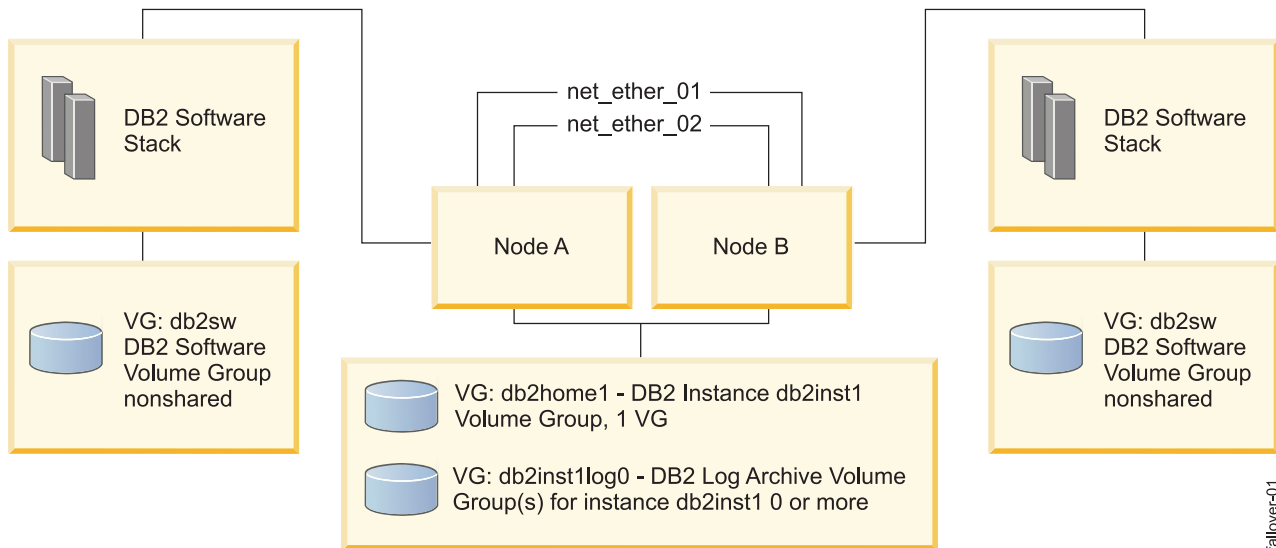 DB2 Software
Stack
VG: db2sw
DB2 Software
Volume Group
nonshared
net_ether_01
net_ether_02
Node A
Node B
VG: db2home1 - DB2 Instance db2inst1
Volume Group, 1 VG
VG: db2inst1log0 - DB2 Log Archive Volume
Group(s) for instance db2inst1 0 or more
DB2 Software
Stack
VG: db2sw
DB2 Software
Volume Group
nonshared
fallover-01